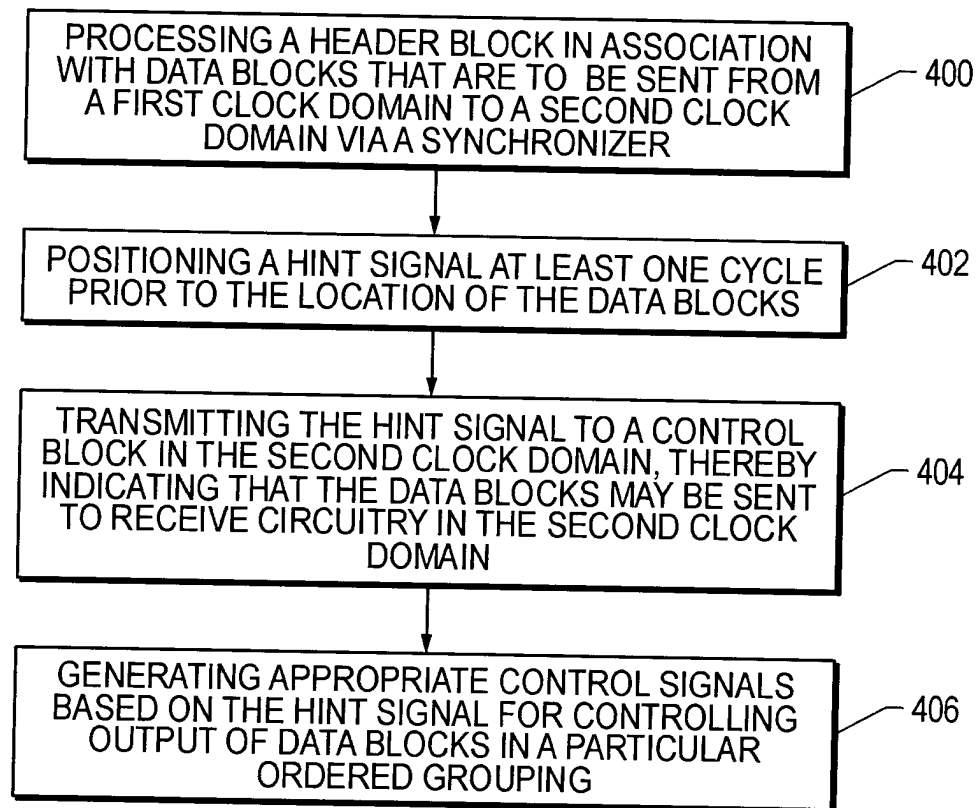 PROCESSING A HEADER BLOCK IN ASSOCIATION
WITH DATA BLOCKS THAT ARE TO BE SENT FROM
A FIRST CLOCK DOMAIN TO A SECOND CLOCK
DOMAIN VIA A SYNCHRONIZER
400
POSITIONING A HINT SIGNAL AT LEAST ONE CYCLE
PRIOR TO THE LOCATION OF THE DATA BLOCKS
402
TRANSMITTING THE HINT SIGNAL TO A CONTROL
BLOCK IN THE SECOND CLOCK DOMAIN, THEREBY
INDICATING THAT THE DATA BLOCKS MAY BE SENT
TO RECEIVE CIRCUITRY IN THE SECOND CLOCK
DOMAIN
404
GENERATING APPROPRIATE CONTROL SIGNALS
BASED ON THE HINT SIGNAL FOR CONTROLLING
OUTPUT OF DATA BLOCKS IN A PARTICULAR
ORDERED GROUPING
406